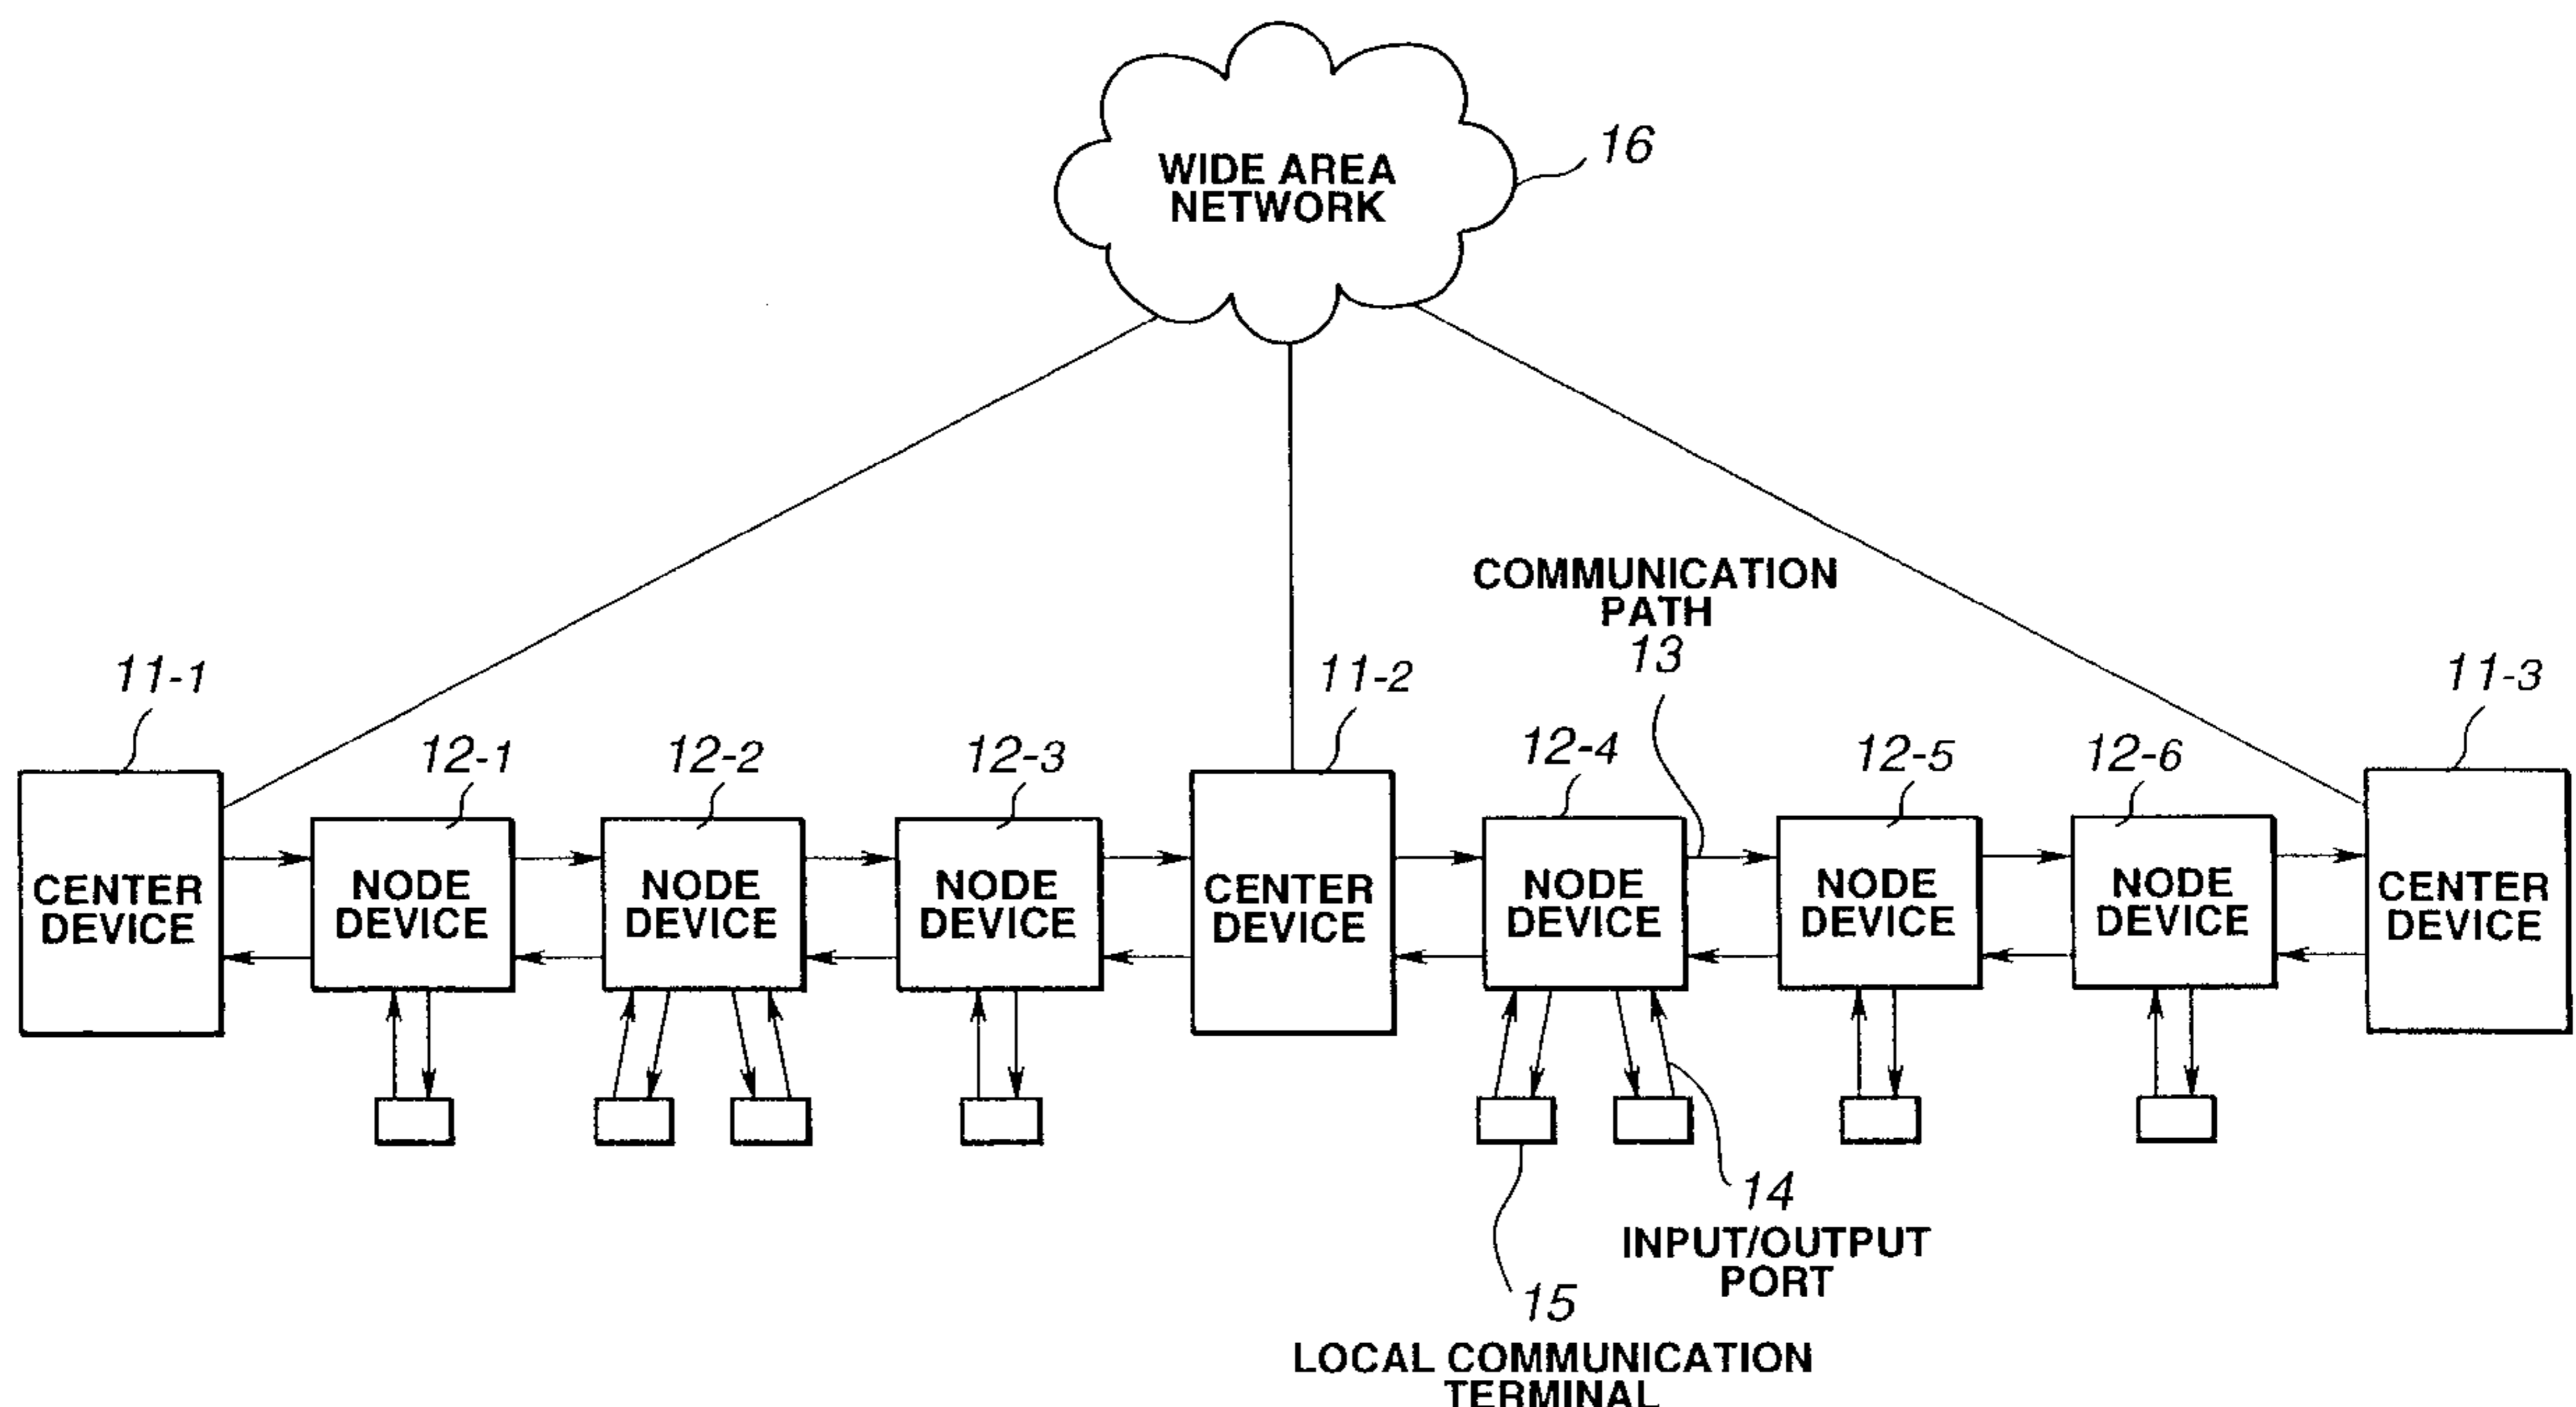 WIDE AREA
NETWORK
16
COMMUNICATION
PATH
13
11-1
11-2
11-3
12-1
12-2
12-3
12-4
12-5
12-6
CENTER
DEVICE
NODE
DEVICE
NODE
DEVICE
NODE
DEVICE
CENTER
DEVICE
NODE
DEVICE
NODE
DEVICE
NODE
DEVICE
CENTER
DEVICE
14
INPUT/OUTPUT
PORT
15
LOCAL COMMUNICATION
TERMINAL